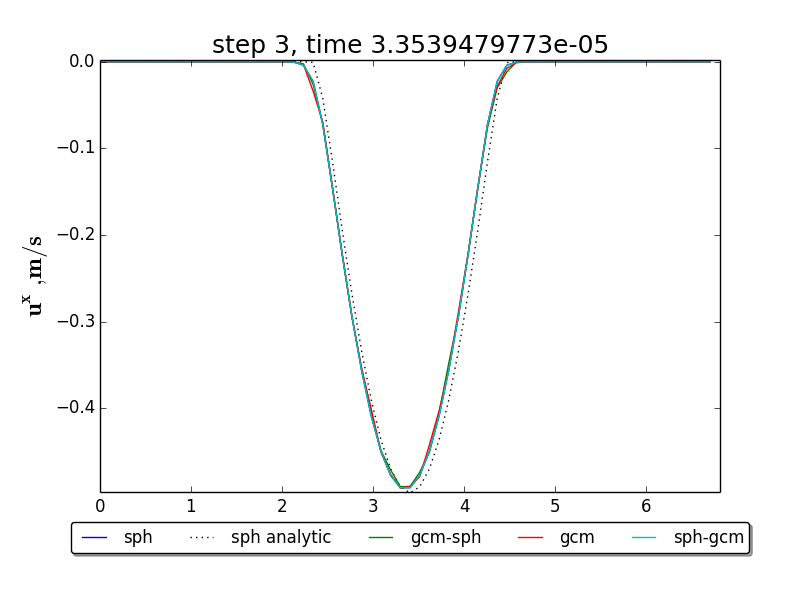 step 3, time 3.3539479773e-05
0.0
−0.1
−0.2
−0.3
−0.4
u^x ,m/s
0 1 2 3 4 5 6
sph sph analytic gcm-sph gcm sph-gcm